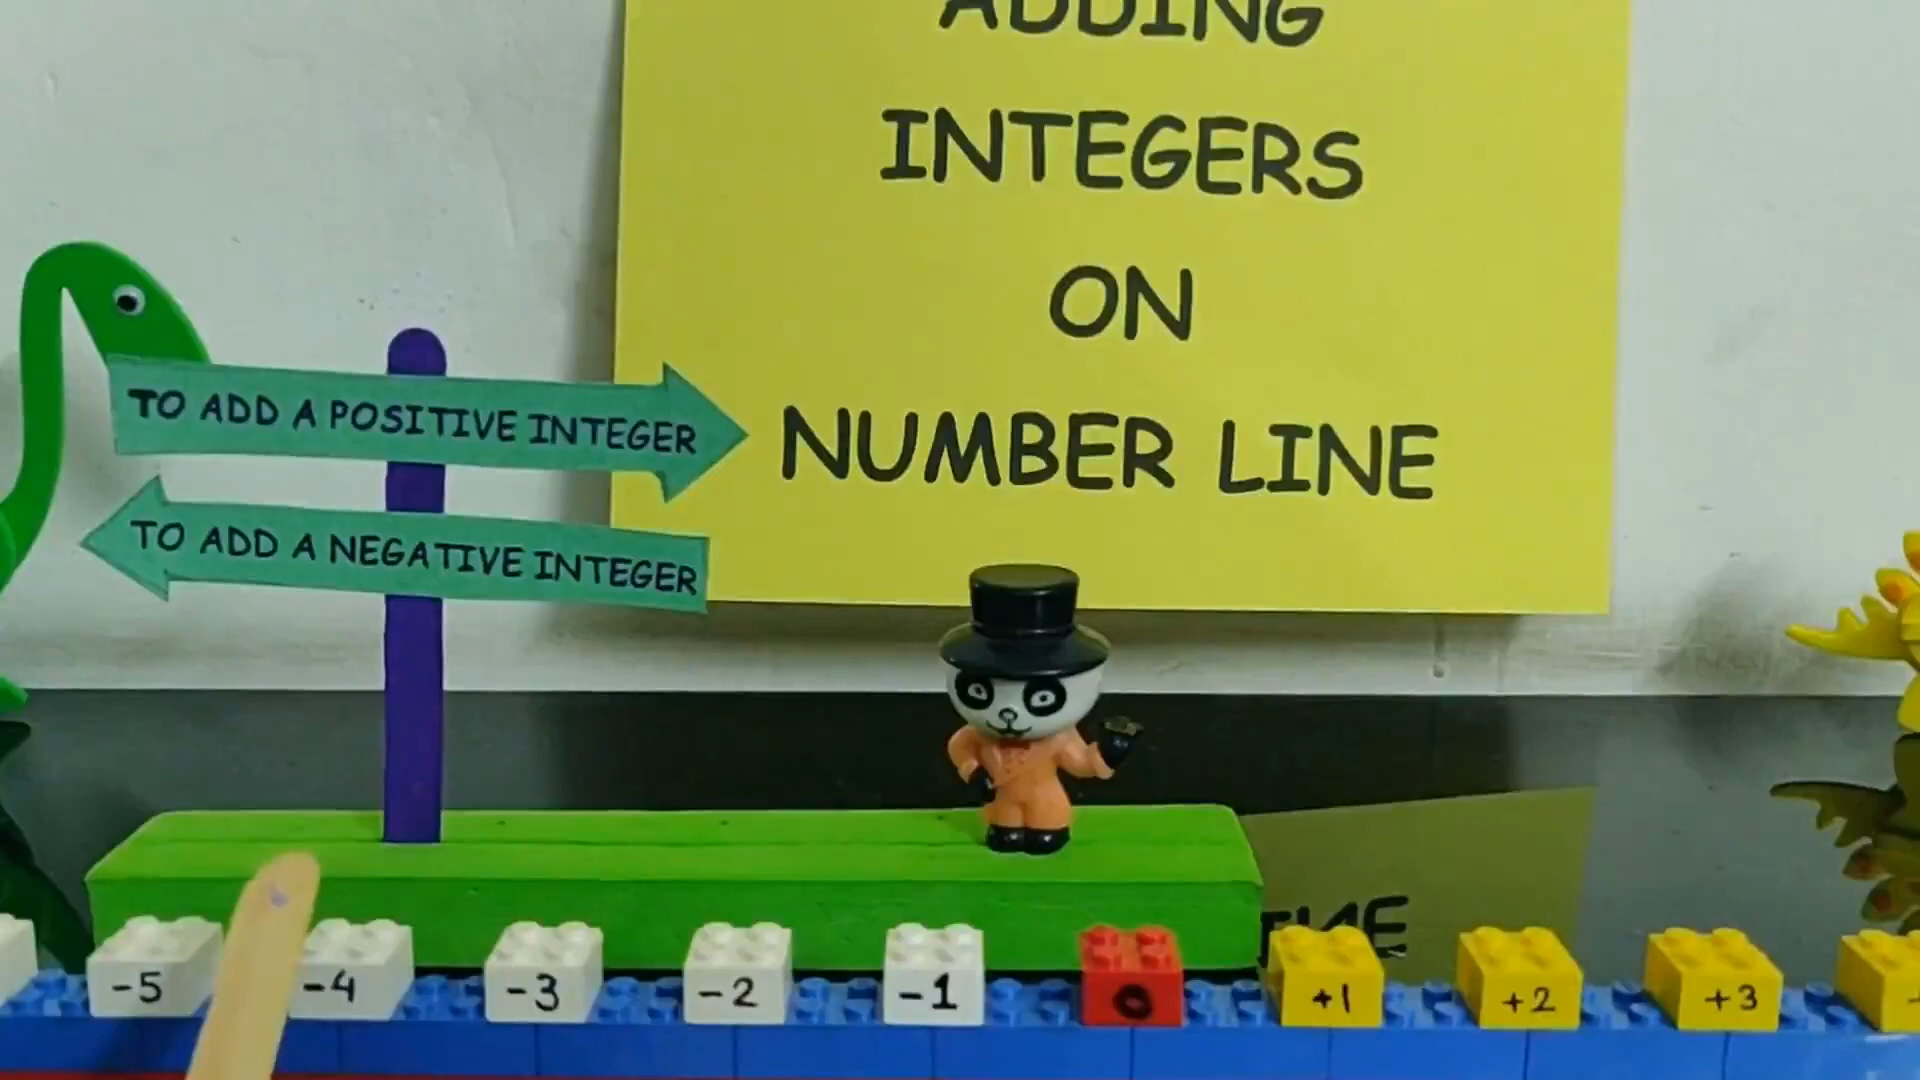 ADDING
INTEGERS
ON
NUMBER LINE
TO ADD A POSITIVE INTEGER
TO ADD A NEGATIVE INTEGER
-5 -4 -3 -2 -1 0 +1 +2 +3